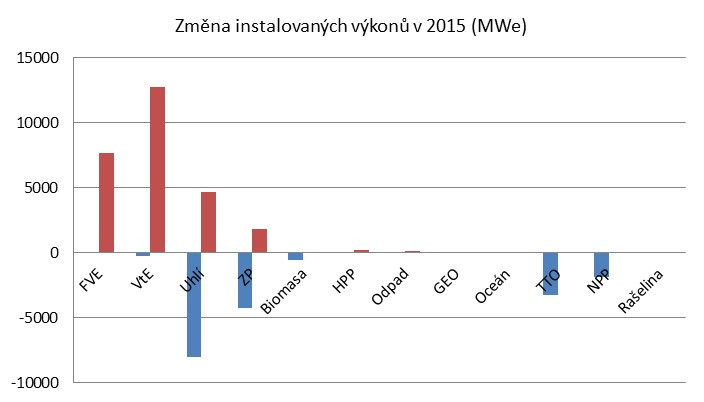 Změna instalovaných výkonů v 2015 (MWe)
15000
10000
5000
0
-5000
-10000
FVE
VtE
Uhlí
ZP
Biomasa
HPP
Odpad
GEO
Oceán
TTO
NPP
Rašelina